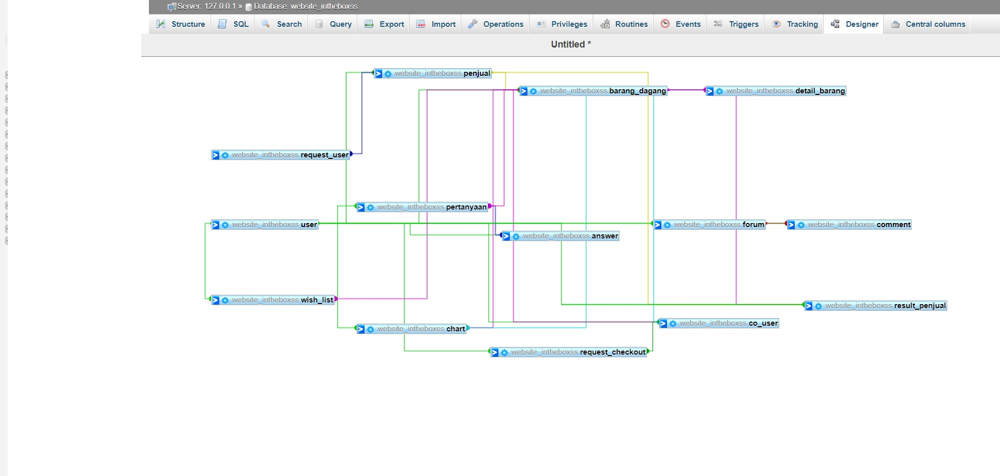 Server: 127.0.0.1 » Database: website_intheboxss
Structure SQL Search Query Export Import Operations Privileges Routines Events Triggers Tracking Designer Central columns
Untitled *
website_intheboxss penjual
website_intheboxss barang_dagang
website_intheboxss detail_barang
website_intheboxss request_user
website_intheboxss pertanyaan
website_intheboxss user
website_intheboxss forum
website_intheboxss comment
website_intheboxss answer
website_intheboxss wish_list
website_intheboxss result_penjual
website_intheboxss co_user
website_intheboxss chart
website_intheboxss request_checkout